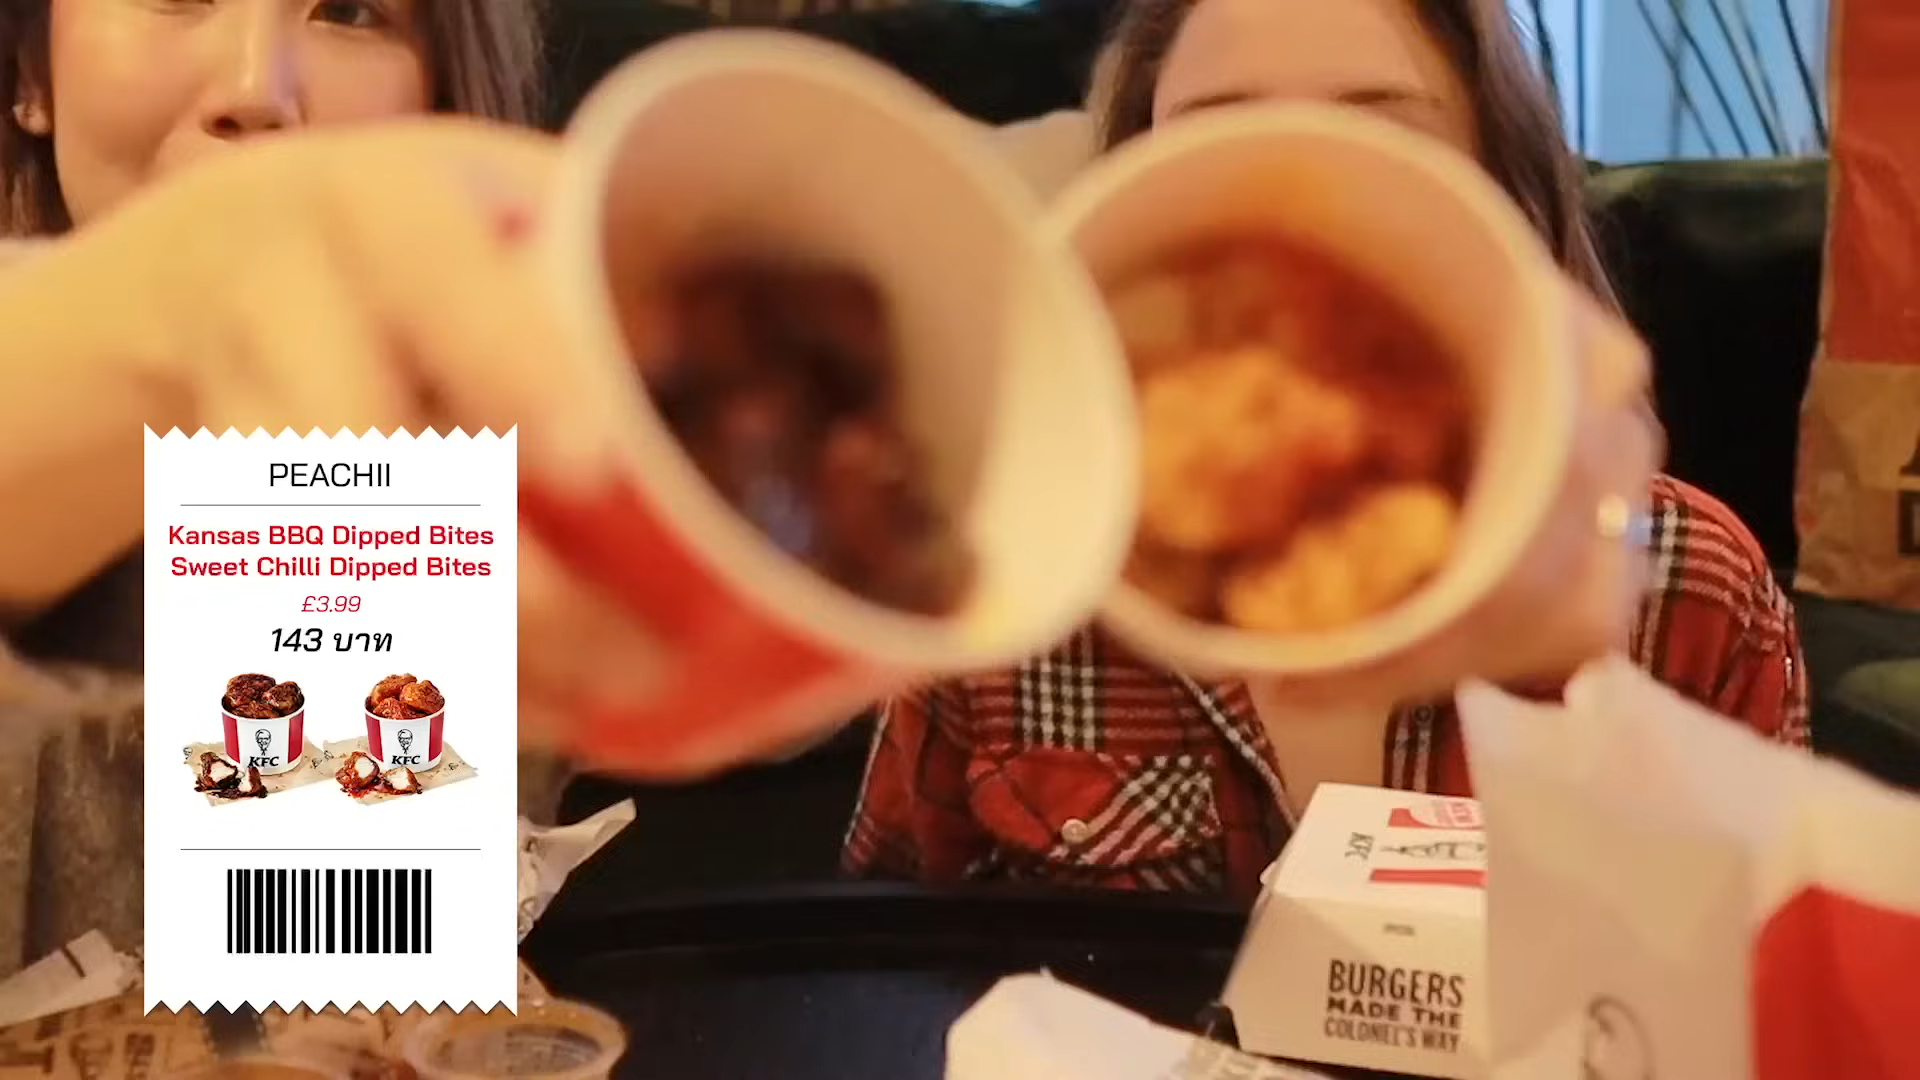 PEACHII
Kansas BBQ Dipped Bites
Sweet Chilli Dipped Bites
£3.99
143 บาท
KFC
KFC
KFC
BURGERS
MADE THE
COLONEL'S WAY